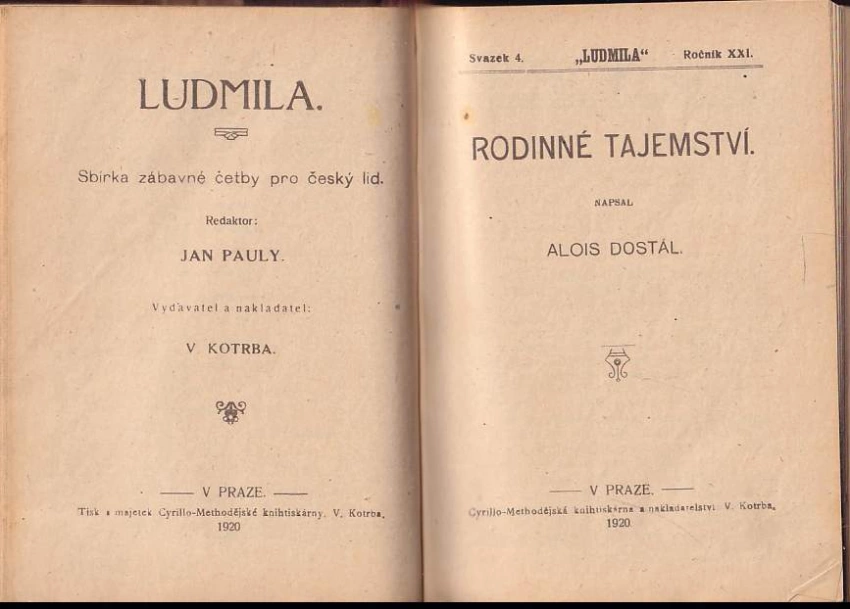 LUDMILA.
Sbírka zábavné četby pro český lid.
Redaktor:
JAN PAULY.
Vydavatel a nakladatel:
V KOTRBA.
V PRAZE.
Tisk a majetek Cyrillo-Methodějské knihtiskárny, V. Kotrba,
1920
Svazek 4. „LUDMILA“ Ročník XXI.
RODINNÉ TAJEMSTVÍ.
NAPSAL
ALOIS DOSTÁL.
V PRAZE.
Cyrillo-Methodějská knihtiskárna a nakladatelství V. Kotrba,
1920